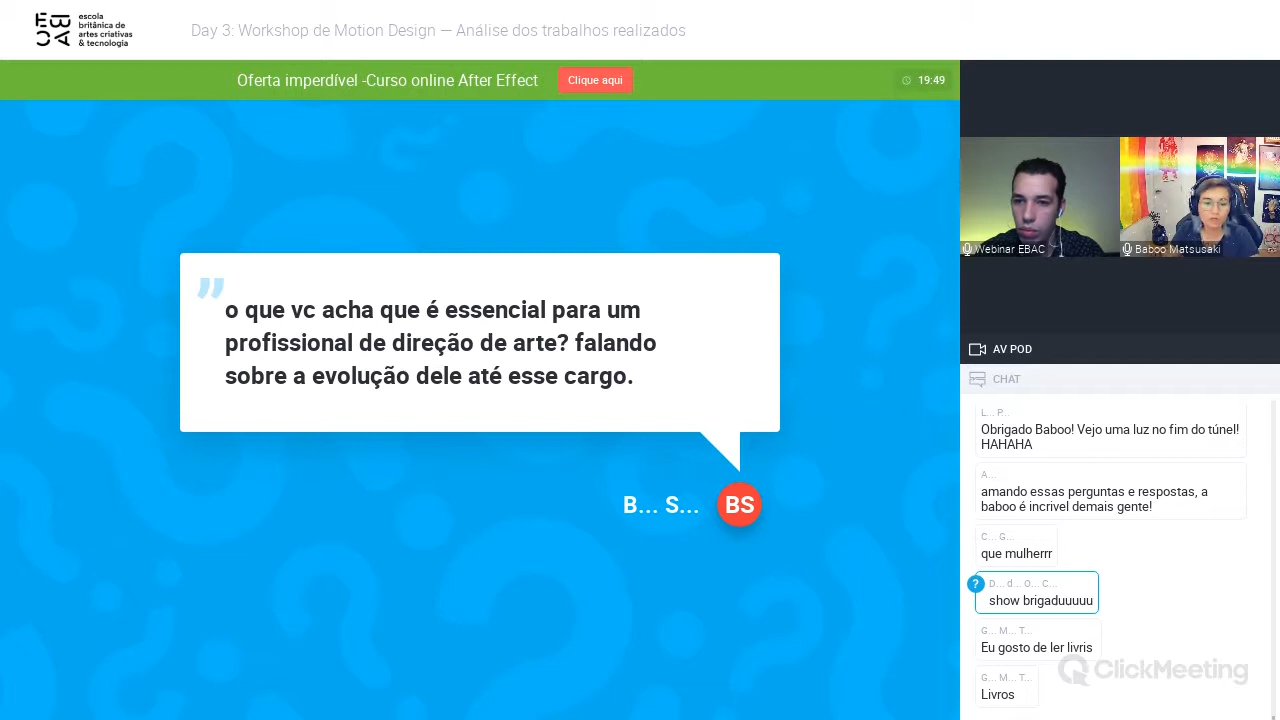 EBAC
escola
britânica de
artes criativas
& tecnologia
Day 3: Workshop de Motion Design — Análise dos trabalhos realizados
Oferta imperdível -Curso online After Effect
Clique aqui
19:49
o que vc acha que é essencial para um
profissional de direção de arte? falando
sobre a evolução dele até esse cargo.
B... S...
BS
Webinar EBAC
Baboo Matsusaki
AV POD
CHAT
L... P...
Obrigado Baboo! Vejo uma luz no fim do túnel!
HAHAHA
A...
amando essas perguntas e respostas, a
baboo é incrivel demais gente!
C... G...
que mulherrr
?
D... d... O... C...
show brigaduuuuu
G... M... T...
Eu gosto de ler livris
G... M... T...
Livros
ClickMeeting